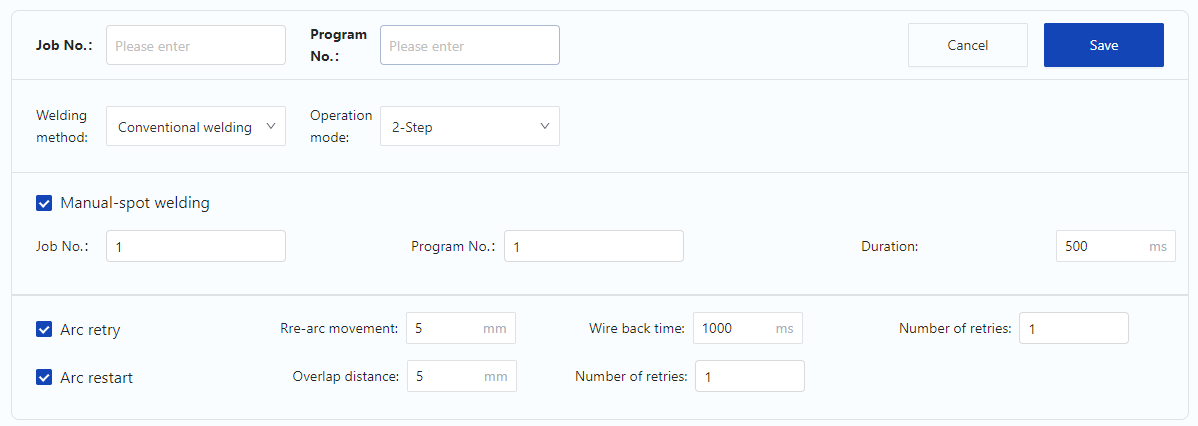 Job No.: Please enter Program No.: Please enter Cancel Save
Welding method: Conventional welding Operation mode: 2-Step
Manual-spot welding
Job No.: 1 Program No.: 1 Duration: 500 ms
Arc retry Rre-arc movement: 5 mm Wire back time: 1000 ms Number of retries: 1
Arc restart Overlap distance: 5 mm Number of retries: 1